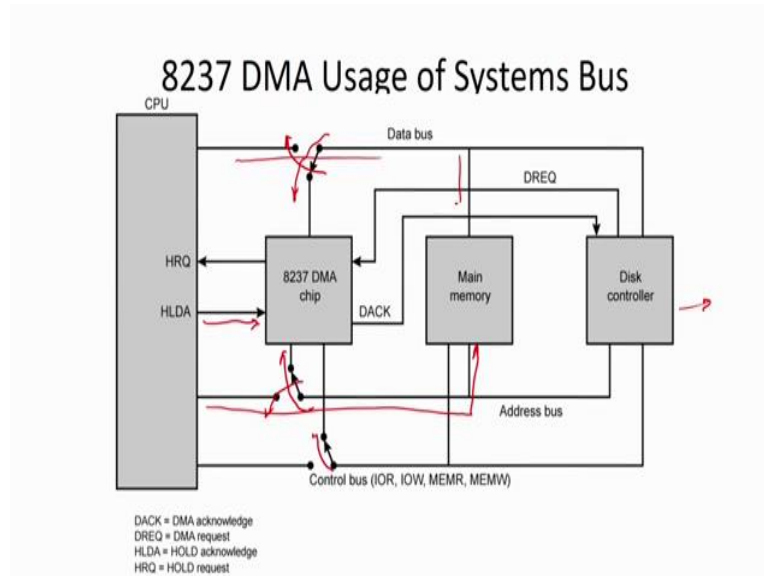 8237 DMA Usage of Systems Bus
CPU
Data bus
DREQ
HRQ
8237 DMA
chip
Main
memory
Disk
controller
HLDA
DACK
Address bus
Control bus (IOR, IOW, MEMR, MEMW)
DACK = DMA acknowledge
DREQ = DMA request
HLDA = HOLD acknowledge
HRQ = HOLD request